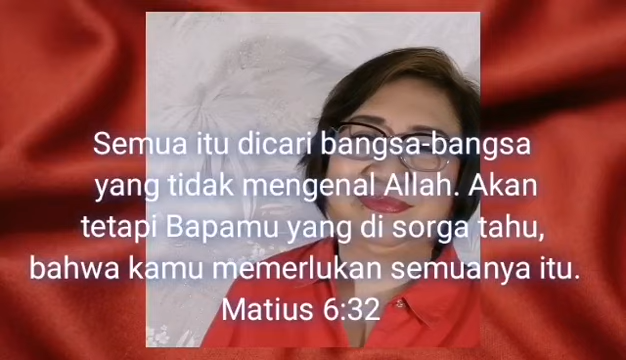 Semua itu dicari bangsa-bangsa
yang tidak mengenal Allah. Akan
tetapi Bapamu yang di sorga tahu,
bahwa kamu memerlukan semuanya itu.
Matius 6:32